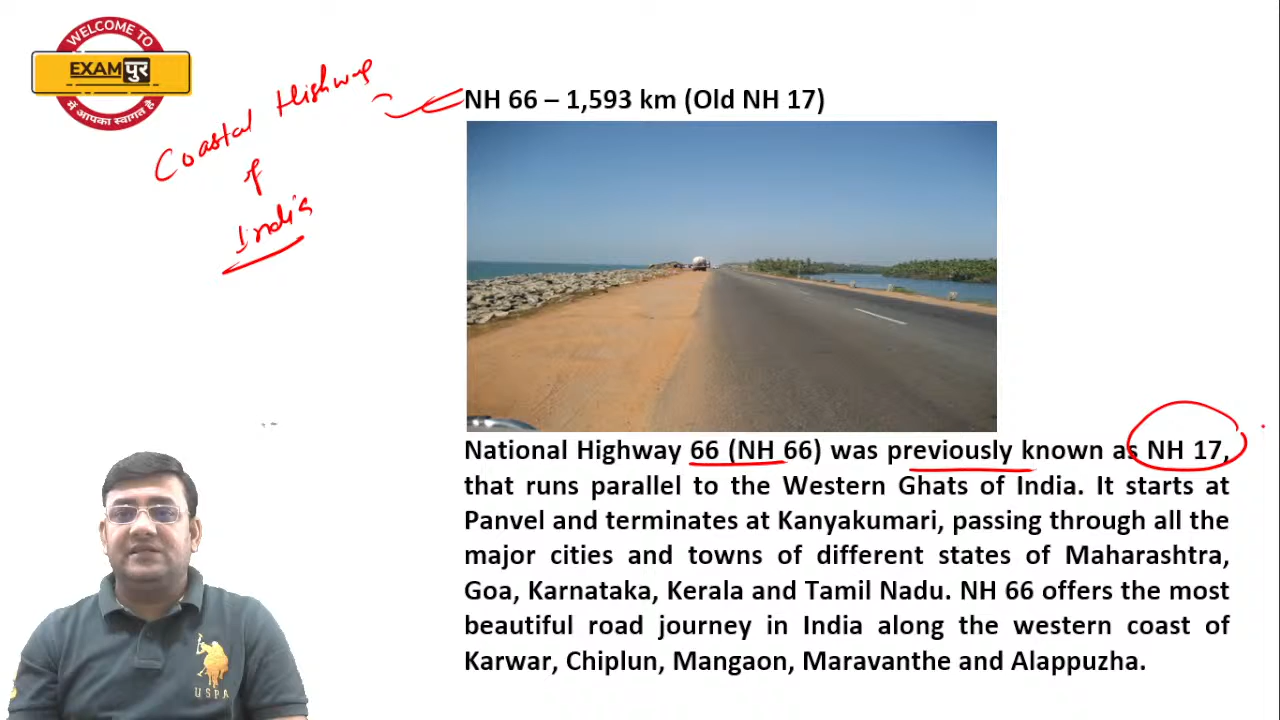 WELCOME TO
EXAMपुर
में आपका स्वागत है
Coastal Highway
of
India
NH 66 – 1,593 km (Old NH 17)
National Highway 66 (NH 66) was previously known as NH 17,
that runs parallel to the Western Ghats of India. It starts at
Panvel and terminates at Kanyakumari, passing through all the
major cities and towns of different states of Maharashtra,
Goa, Karnataka, Kerala and Tamil Nadu. NH 66 offers the most
beautiful road journey in India along the western coast of
Karwar, Chiplun, Mangaon, Maravanthe and Alappuzha.
USPA